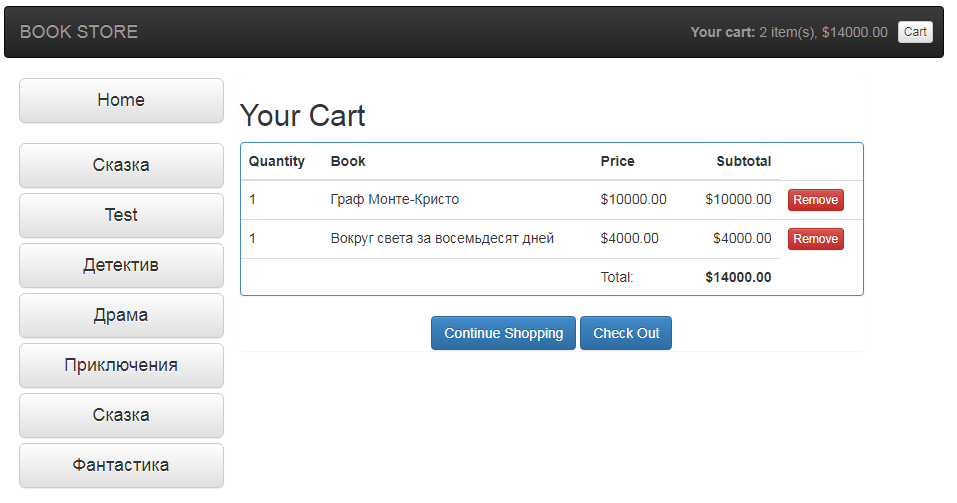 BOOK STORE
Your cart: 2 item(s), $14000.00 Cart
Home
Сказка
Test
Детектив
Драма
Приключения
Сказка
Фантастика
Your Cart
Quantity Book Price Subtotal
1 Граф Монте-Кристо $10000.00 $10000.00 Remove
1 Вокруг света за восемьдесят дней $4000.00 $4000.00 Remove
Total: $14000.00
Continue Shopping Check Out